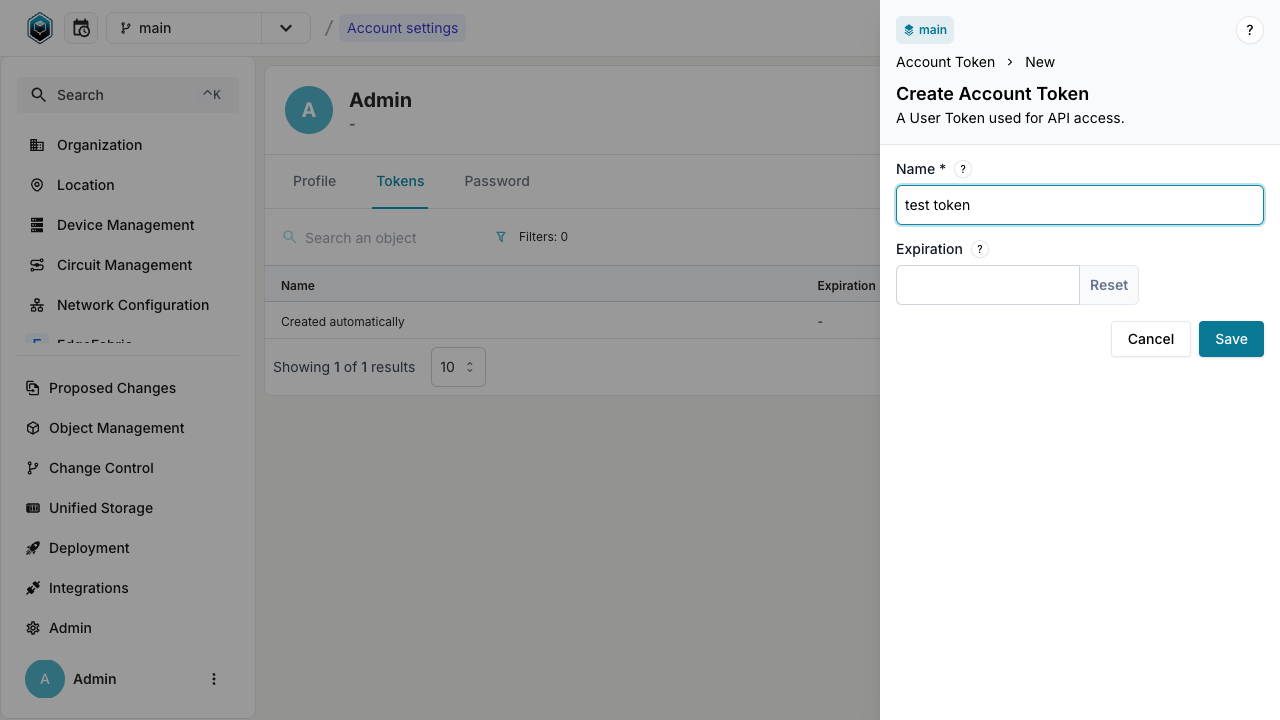 main
/ Account settings
Search ^K
Organization
Location
Device Management
Circuit Management
Network Configuration
Proposed Changes
Object Management
Change Control
Unified Storage
Deployment
Integrations
Admin
A Admin
A Admin
-
Profile Tokens Password
Search an object Filters: 0
Name Expiration
Created automatically -
Showing 1 of 1 results 10
main ?
Account Token > New
Create Account Token
A User Token used for API access.
Name * ?
test token
Expiration ?
Reset
Cancel Save